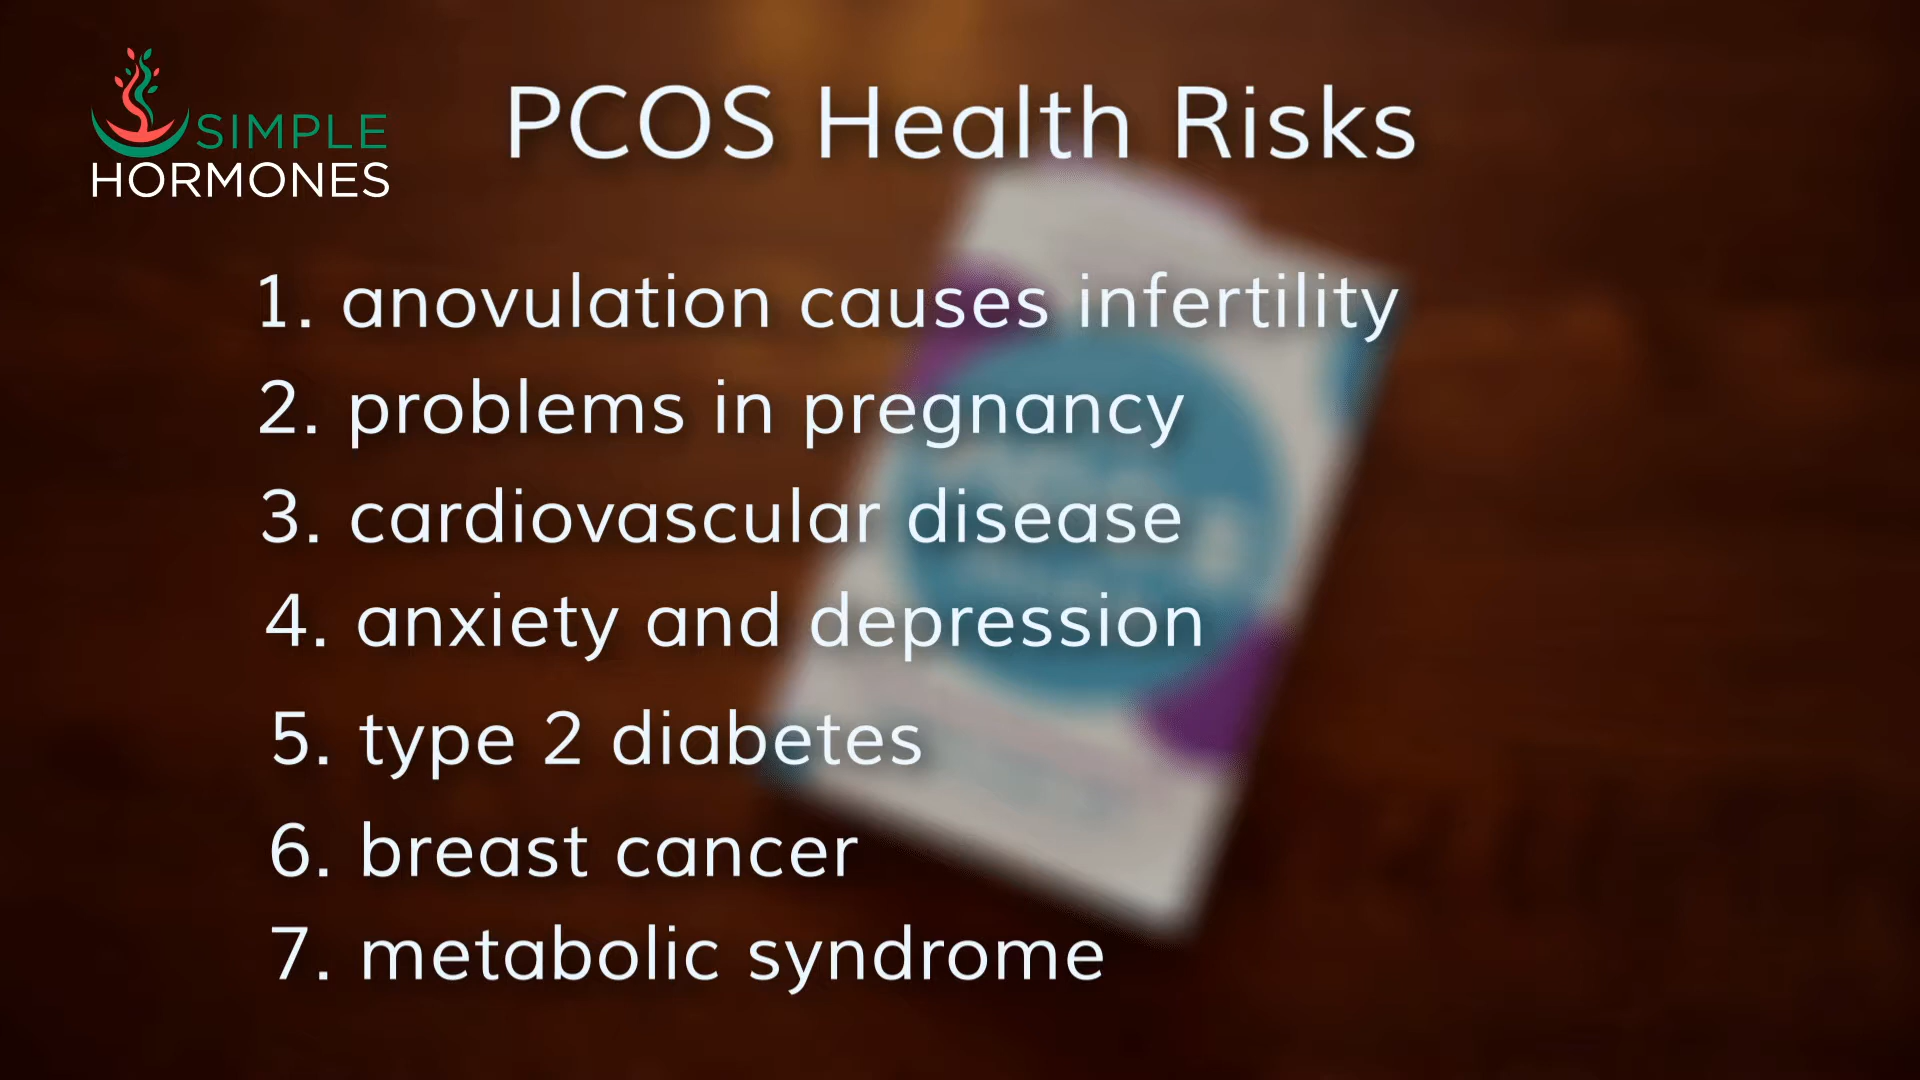 SIMPLE
HORMONES
PCOS Health Risks
1. anovulation causes infertility
2. problems in pregnancy
3. cardiovascular disease
4. anxiety and depression
5. type 2 diabetes
6. breast cancer
7. metabolic syndrome